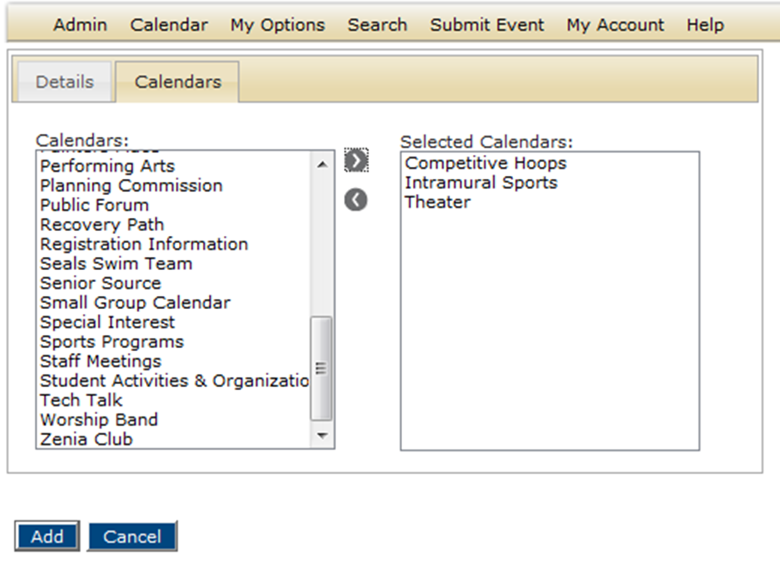 Admin Calendar My Options Search Submit Event My Account Help
Details Calendars
Calendars:
Performing Arts
Planning Commission
Public Forum
Recovery Path
Registration Information
Seals Swim Team
Senior Source
Small Group Calendar
Special Interest
Sports Programs
Staff Meetings
Student Activities & Organizatio
Tech Talk
Worship Band
Zenia Club
Selected Calendars:
Competitive Hoops
Intramural Sports
Theater
Add Cancel